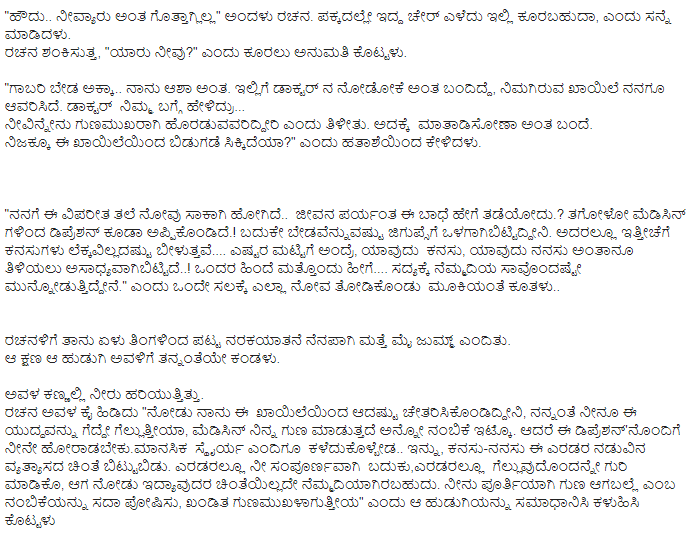 "ಹೌದು.. ನೀವ್ಯಾರು ಅಂತ ಗೊತ್ತಾಗ್ಲಿಲ್ಲ" ಅಂದಳು ರಚನ. ಪಕ್ಕದಲ್ಲೇ ಇದ್ದ ಚೇರ್ ಎಳೆದು ಇಲ್ಲಿ ಕೂರಬಹುದಾ, ಎಂದು ಸನ್ನೆ
ಮಾಡಿದಳು.
ರಚನ ಶಂಕಿಸುತ್ತ, "ಯಾರು ನೀವು?" ಎಂದು ಕೂರಲು ಅನುಮತಿ ಕೊಟ್ಟಳು.
"ಗಾಬರಿ ಬೇಡ ಅಕ್ಕಾ.. ನಾನು ಆಶಾ ಅಂತ. ಇಲ್ಲಿಗೆ ಡಾಕ್ಟರ್ ನ ನೋಡೋಕೆ ಅಂತ ಬಂದಿದ್ದೆ, ನಿಮಗಿರುವ ಖಾಯಿಲೆ ನನಗೂ
ಆವರಿಸಿದೆ. ಡಾಕ್ಟರ್ ನಿಮ್ಮ ಬಗ್ಗೆ ಹೇಳಿದ್ರು...
ನೀವಿನ್ನೇನು ಗುಣಮುಖರಾಗಿ ಹೊರಡುವವರಿದ್ದೀರಿ ಎಂದು ತಿಳೀತು. ಅದಕ್ಕೆ ಮಾತಾಡಿಸೋಣಾ ಅಂತ ಬಂದೆ.
ನಿಜಕ್ಕೂ ಈ ಖಾಯಿಲೆಯಿಂದ ಬಿಡುಗಡೆ ಸಿಕ್ಕಿದೆಯಾ?" ಎಂದು ಹತಾಶೆಯಿಂದ ಕೇಳಿದಳು.
"ನನಗೆ ಈ ವಿಪರೀತ ತಲೆ ನೋವು ಸಾಕಾಗಿ ಹೋಗಿದೆ.. ಜೀವನ ಪರ್ಯಂತ ಈ ಬಾಧೆ ಹೇಗೆ ತಡೆಯೋದು.? ತಗೋಳೋ ಮೆಡಿಸಿನ್
ಗಳಿಂದ ಡಿಪ್ರೆಶನ್ ಕೂಡಾ ಅಪ್ಪಿಕೊಂಡಿದೆ.! ಬದುಕೇ ಬೇಡವೆನ್ನುವಷ್ಟು ಜಿಗುಪ್ಸೆಗೆ ಒಳಗಾಗಿಬಿಟ್ಟಿದ್ದೀನಿ. ಅದರಲ್ಲೂ ಇತ್ತೀಚೆಗೆ
ಕನಸುಗಳು ಲೆಕ್ಕವಿಲ್ಲದಷ್ಟು ಬೀಳುತ್ತವೆ.... ಎಷ್ಟರ ಮಟ್ಟಿಗೆ ಅಂದ್ರೆ, ಯಾವುದು ಕನಸು, ಯಾವುದು ನನಸು ಅಂತಾನೂ
ತಿಳಿಯಲು ಅಸಾಧ್ಯವಾಗಿಬಿಟ್ಟಿದೆ..! ಒಂದರ ಹಿಂದೆ ಮತ್ತೊಂದು ಹೀಗೆ.... ಸದ್ಯಕ್ಕೆ ನೆಮ್ಮದಿಯ ಸಾವೊಂದಷ್ಟೇ
ಮುನ್ನೋಡುತ್ತಿದ್ದೇನೆ." ಎಂದು ಒಂದೇ ಸಲಕ್ಕೆ ಎಲ್ಲಾ ನೋವ ತೋಡಿಕೊಂಡು ಮೂಕಿಯಂತೆ ಕೂತಳು..
ರಚನಳಿಗೆ ತಾನು ಏಳು ತಿಂಗಳಿಂದ ಪಟ್ಟ ನರಕಯಾತನೆ ನೆನಪಾಗಿ ಮತ್ತೆ ಮೈ ಜುಮ್ಮ್ ಎಂದಿತು.
ಆ ಕ್ಷಣ ಆ ಹುಡುಗಿ ಅವಳಿಗೆ ತನ್ನಂತೆಯೇ ಕಂಡಳು.
ಅವಳ ಕಣ್ಣಲ್ಲಿ ನೀರು ಹರಿಯುತ್ತಿತ್ತು.
ರಚನ ಅವಳ ಕೈ ಹಿಡಿದು "ನೋಡು ನಾನು ಈ ಖಾಯಿಲೆಯಿಂದ ಆದಷ್ಟು ಚೇತರಿಸಿಕೊಂಡಿದ್ದೀನಿ, ನನ್ನಂತೆ ನೀನೂ ಈ
ಯುದ್ಧವನ್ನು ಗೆದ್ದೇ ಗೆಲ್ಲುತ್ತೀಯಾ, ಮೆಡಿಸಿನ್ ನಿನ್ನ ಗುಣ ಮಾಡುತ್ತದೆ ಅನ್ನೋ ನಂಬಿಕೆ ಇಟ್ಕೊ. ಆದರೆ ಈ ಡಿಪ್ರೆಶನ್'ನೊಂದಿಗೆ
ನೀನೇ ಹೋರಾಡಬೇಕು.ಮಾನಸಿಕ ಸ್ಥೈರ್ಯ ಎಂದಿಗೂ ಕಳೆದುಕೊಳ್ಬೇಡ.. ಇನ್ನು, ಕನಸು-ನನಸು ಈ ಎರಡರ ನಡುವಿನ
ವ್ಯತ್ಯಾಸದ ಚಿಂತೆ ಬಿಟ್ಟುಬಿಡು. ಎರಡರಲ್ಲೂ ನೀ ಸಂಪೂರ್ಣವಾಗಿ ಬದುಕು,ಎರಡರಲ್ಲೂ ಗೆಲ್ಲುವುದೊಂದನ್ನೇ ಗುರಿ
ಮಾಡಿಕೊ, ಆಗ ನೋಡು ಇದ್ಯಾವುದರ ಚಿಂತೆಯಿಲ್ಲದೇ ನೆಮ್ಮದಿಯಾಗಿರಬಹುದು. ನೀನು ಪೂರ್ತಿಯಾಗಿ ಗುಣ ಆಗಬಲ್ಲೆ ಎಂಬ
ನಂಬಿಕೆಯನ್ನು ಸದಾ ಪೋಷಿಸು, ಖಂಡಿತ ಗುಣಮುಖಳಾಗುತ್ತೀಯ" ಎಂದು ಆ ಹುಡುಗಿಯನ್ನು ಸಮಾಧಾನಿಸಿ ಕಳುಹಿಸಿ
ಕೊಟ್ಟಳು